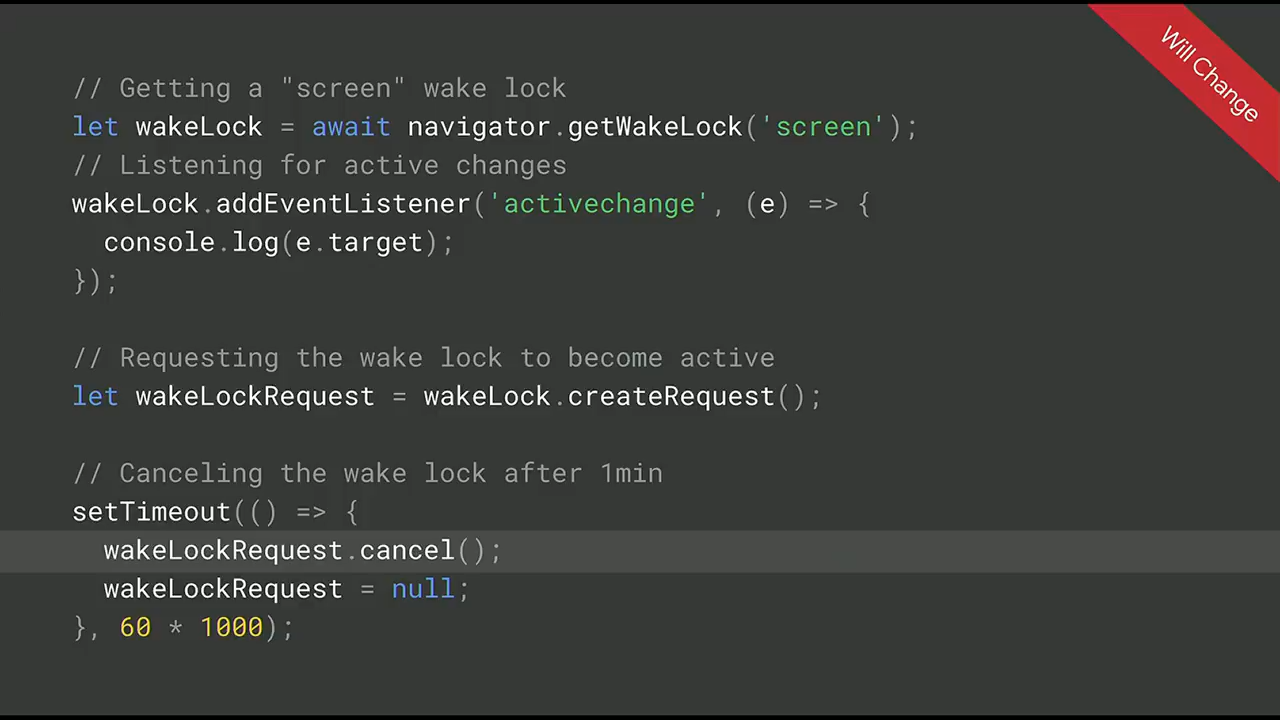 Will Change
// Getting a "screen" wake lock
let wakeLock = await navigator.getWakeLock('screen');
// Listening for active changes
wakeLock.addEventListener('activechange', (e) => {
  console.log(e.target);
});
// Requesting the wake lock to become active
let wakeLockRequest = wakeLock.createRequest();
// Canceling the wake lock after 1min
setTimeout(() => {
  wakeLockRequest.cancel();
  wakeLockRequest = null;
}, 60 * 1000);